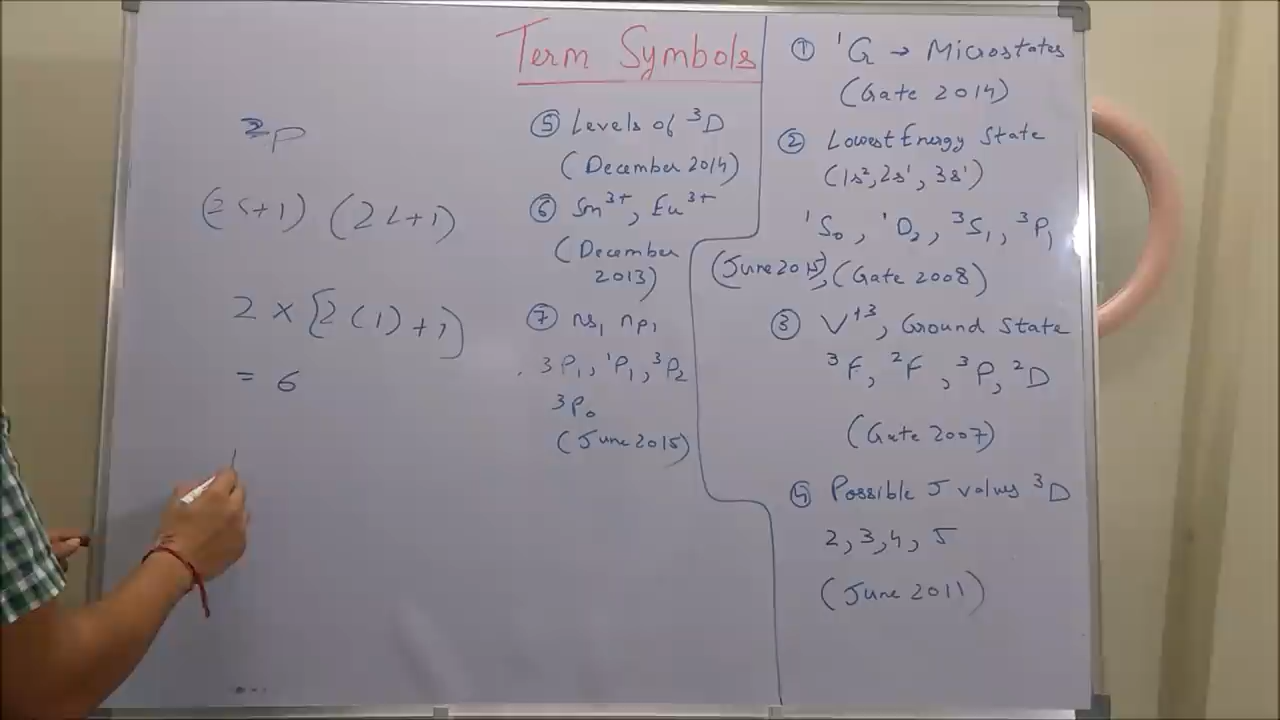 Term Symbols
²P
(2S+1) (2L+1)
2 × [2(1)+1]
= 6
⑤ Levels of ³D
(December 2014)
⑥ Sm³⁺, Eu³⁺
(December
2013)
⑦ ns, np,
³P₁, ¹P₁, ³P₂
³P₀
(June 2015)
① ¹G → Microstates
(Gate 2014)
② Lowest Energy State
(1s², 2s¹, 3s¹)
¹S₀, ¹D₂, ³S₁, ³P₁
(June 2015), (Gate 2008)
③ V⁺³, Ground State
³F, ²F, ³P, ²D
(Gate 2007)
④ Possible J values ³D
2, 3, 4, 5
(June 2011)